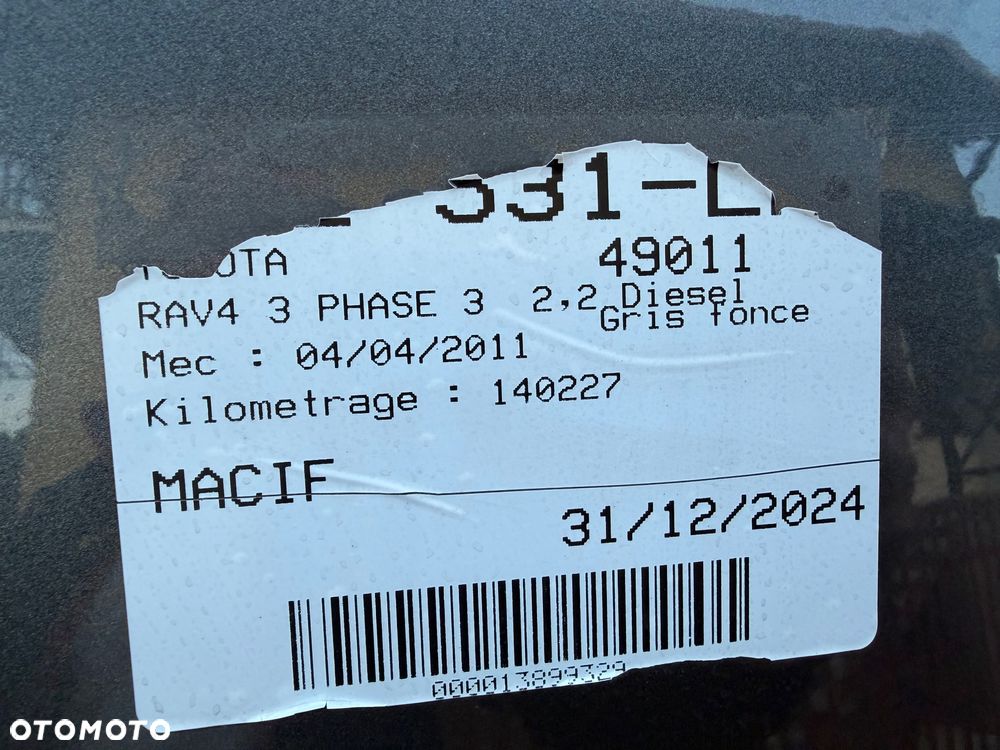 49011
RAV4 3 PHASE 3 2,2 Diesel
Gris fonce
Mec : 04/04/2011
Kilometrage : 140227
MACIF
31/12/2024
000013899329
OTOMOTO